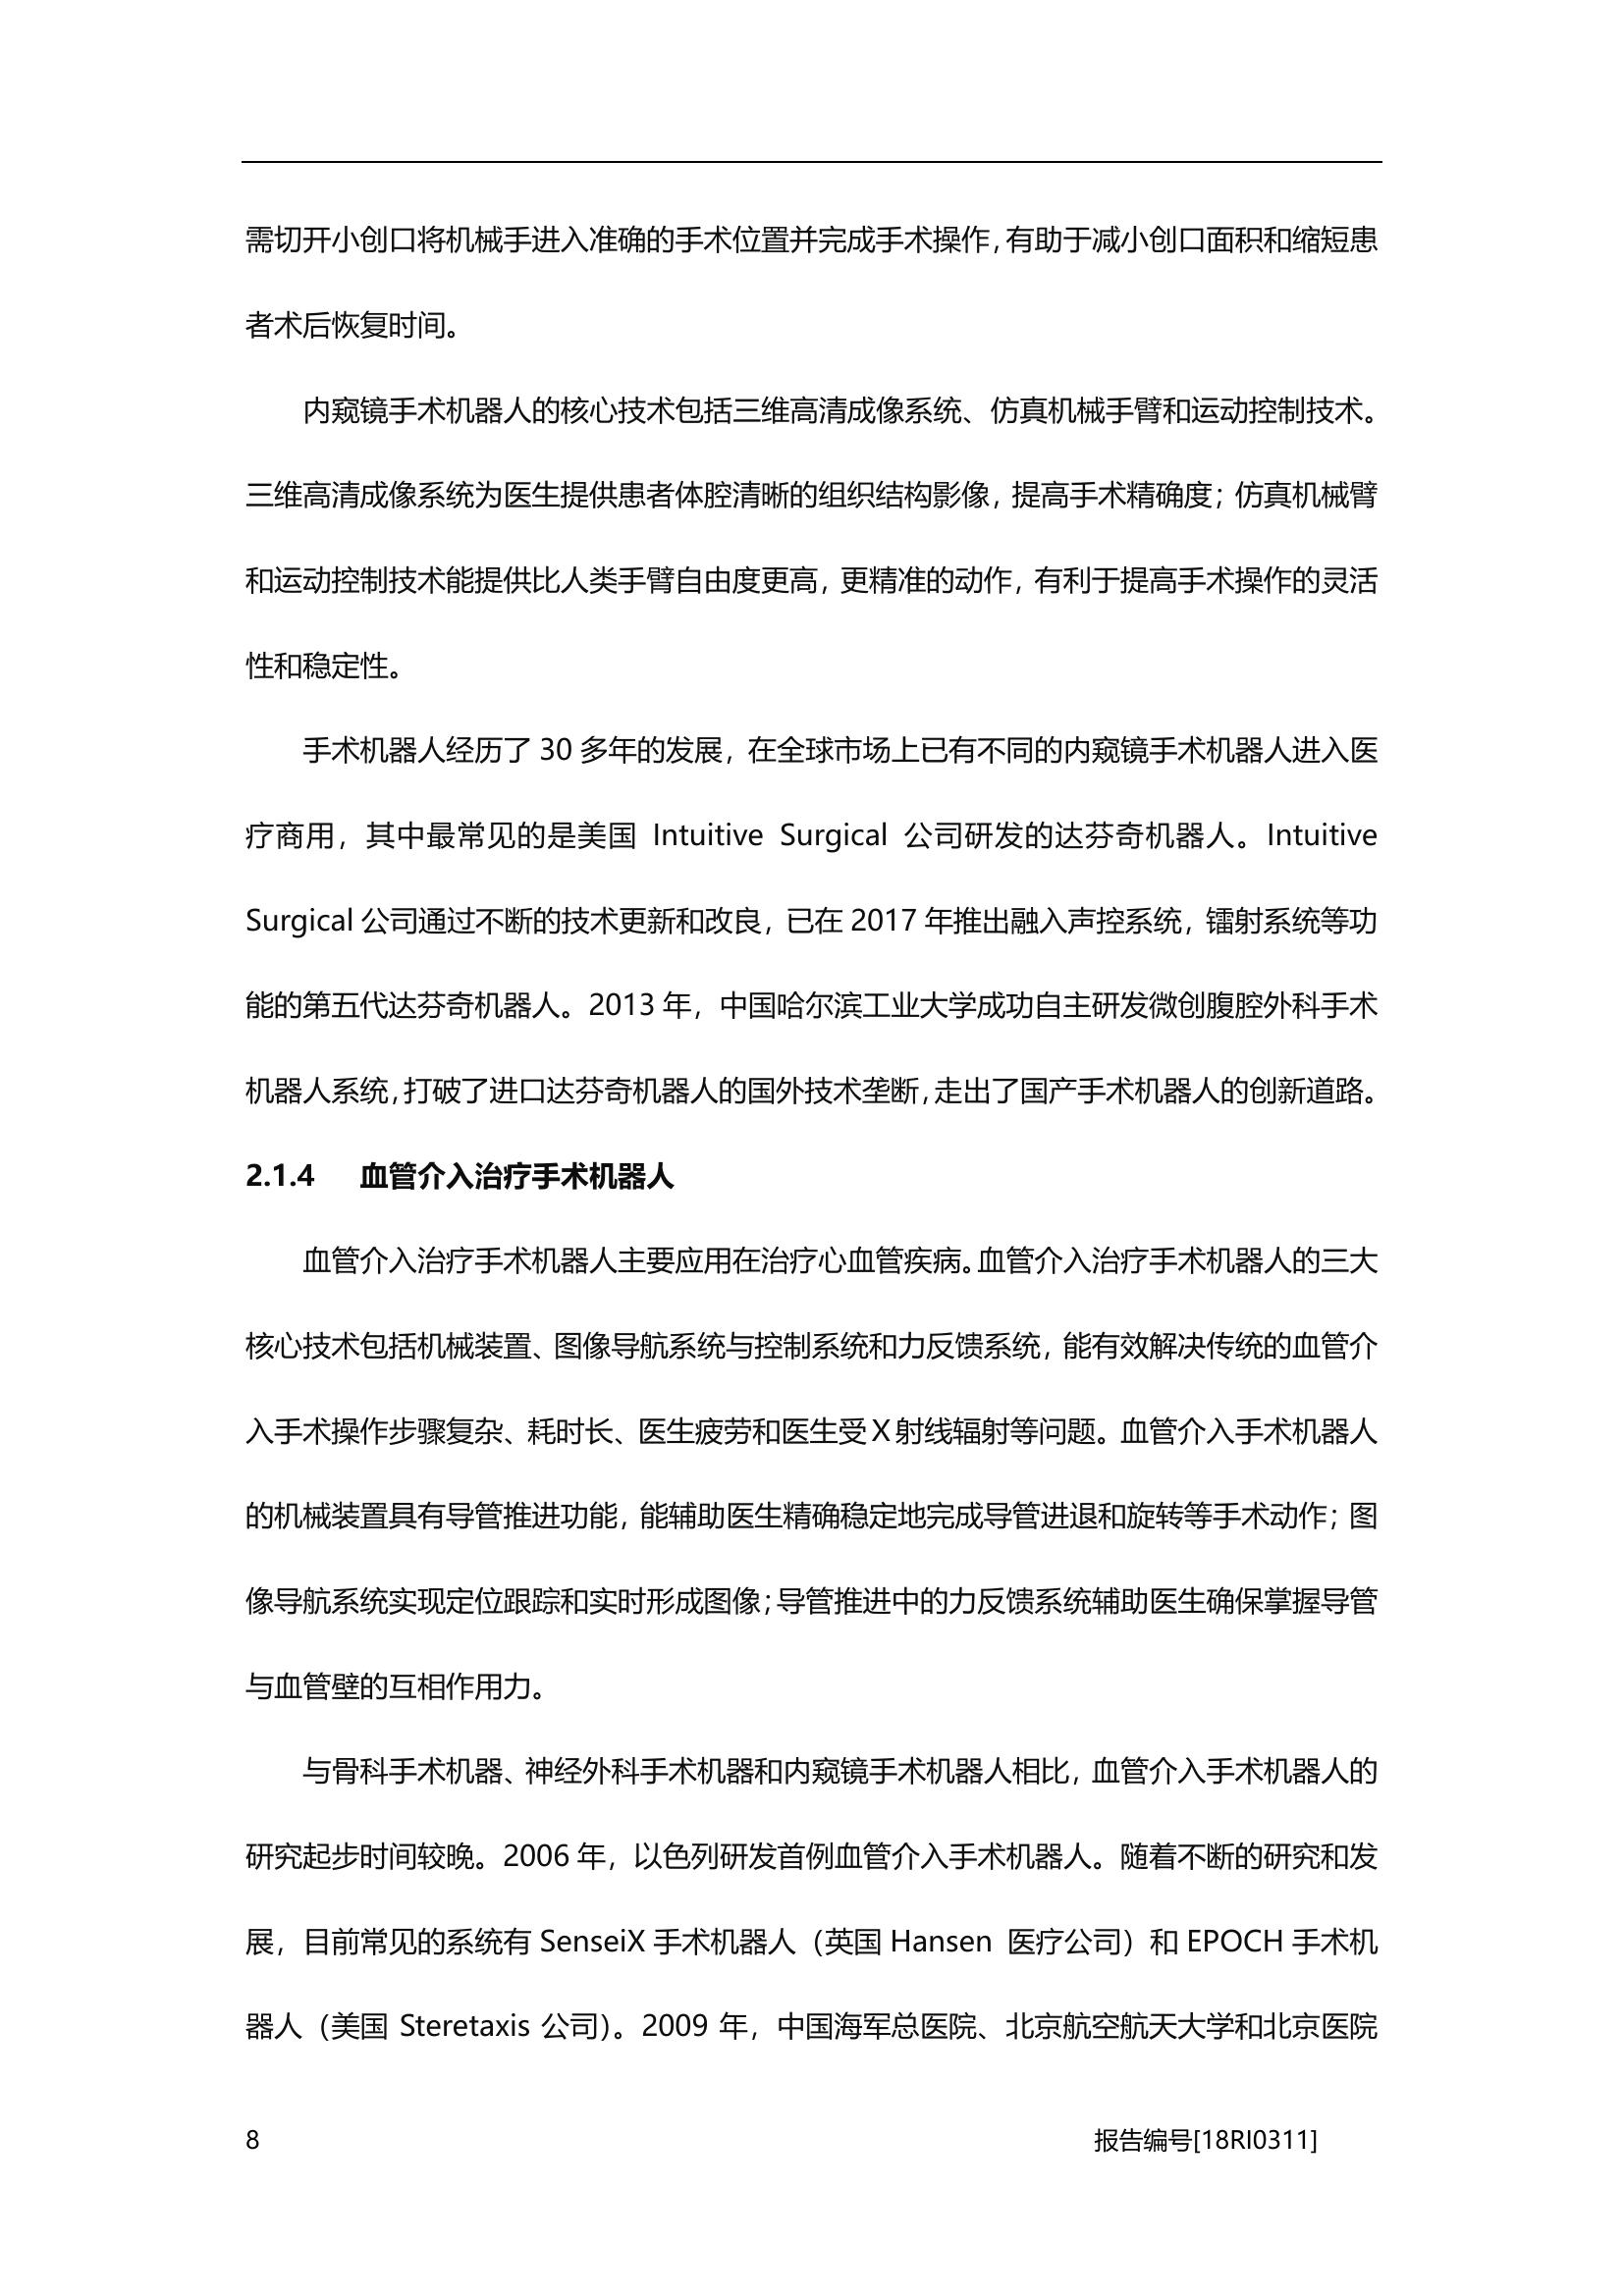 需切开小创口将机械手进入准确的手术位置并完成手术操作，有助于减小创口面积和缩短患
者术后恢复时间。
内窥镜手术机器人的核心技术包括三维高清成像系统、仿真机械手臂和运动控制技术。
三维高清成像系统为医生提供患者体腔清晰的组织结构影像，提高手术精确度；仿真机械臂
和运动控制技术能提供比人类手臂自由度更高，更精准的动作，有利于提高手术操作的灵活
性和稳定性。
手术机器人经历了 30 多年的发展，在全球市场上已有不同的内窥镜手术机器人进入医
疗商用，其中最常见的是美国 Intuitive Surgical 公司研发的达芬奇机器人。Intuitive
Surgical 公司通过不断的技术更新和改良，已在 2017 年推出融入声控系统，镭射系统等功
能的第五代达芬奇机器人。2013 年，中国哈尔滨工业大学成功自主研发微创腹腔外科手术
机器人系统，打破了进口达芬奇机器人的国外技术垄断，走出了国产手术机器人的创新道路。
2.1.4 血管介入治疗手术机器人
血管介入治疗手术机器人主要应用在治疗心血管疾病。血管介入治疗手术机器人的三大
核心技术包括机械装置、图像导航系统与控制系统和力反馈系统，能有效解决传统的血管介
入手术操作步骤复杂、耗时长、医生疲劳和医生受 X 射线辐射等问题。血管介入手术机器人
的机械装置具有导管推进功能，能辅助医生精确稳定地完成导管进退和旋转等手术动作；图
像导航系统实现定位跟踪和实时形成图像；导管推进中的力反馈系统辅助医生确保掌握导管
与血管壁的互相作用力。
与骨科手术机器、神经外科手术机器和内窥镜手术机器人相比，血管介入手术机器人的
研究起步时间较晚。2006 年，以色列研发首例血管介入手术机器人。随着不断的研究和发
展，目前常见的系统有 SenseiX 手术机器人（英国 Hansen 医疗公司）和 EPOCH 手术机
器人（美国 Steretaxis 公司）。2009 年，中国海军总医院、北京航空航天大学和北京医院
8 报告编号[18RI0311]